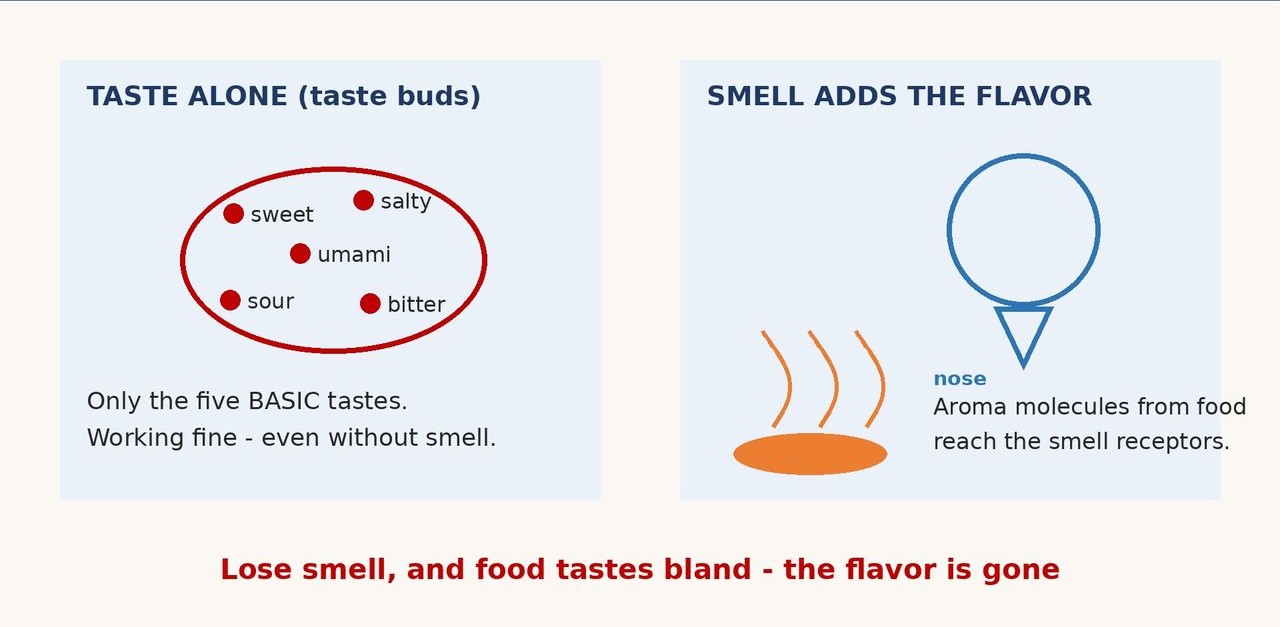 TASTE ALONE (taste buds)
sweet
salty
umami
sour
bitter
Only the five BASIC tastes.
Working fine - even without smell.
SMELL ADDS THE FLAVOR
nose
Aroma molecules from food
reach the smell receptors.
Lose smell, and food tastes bland - the flavor is gone